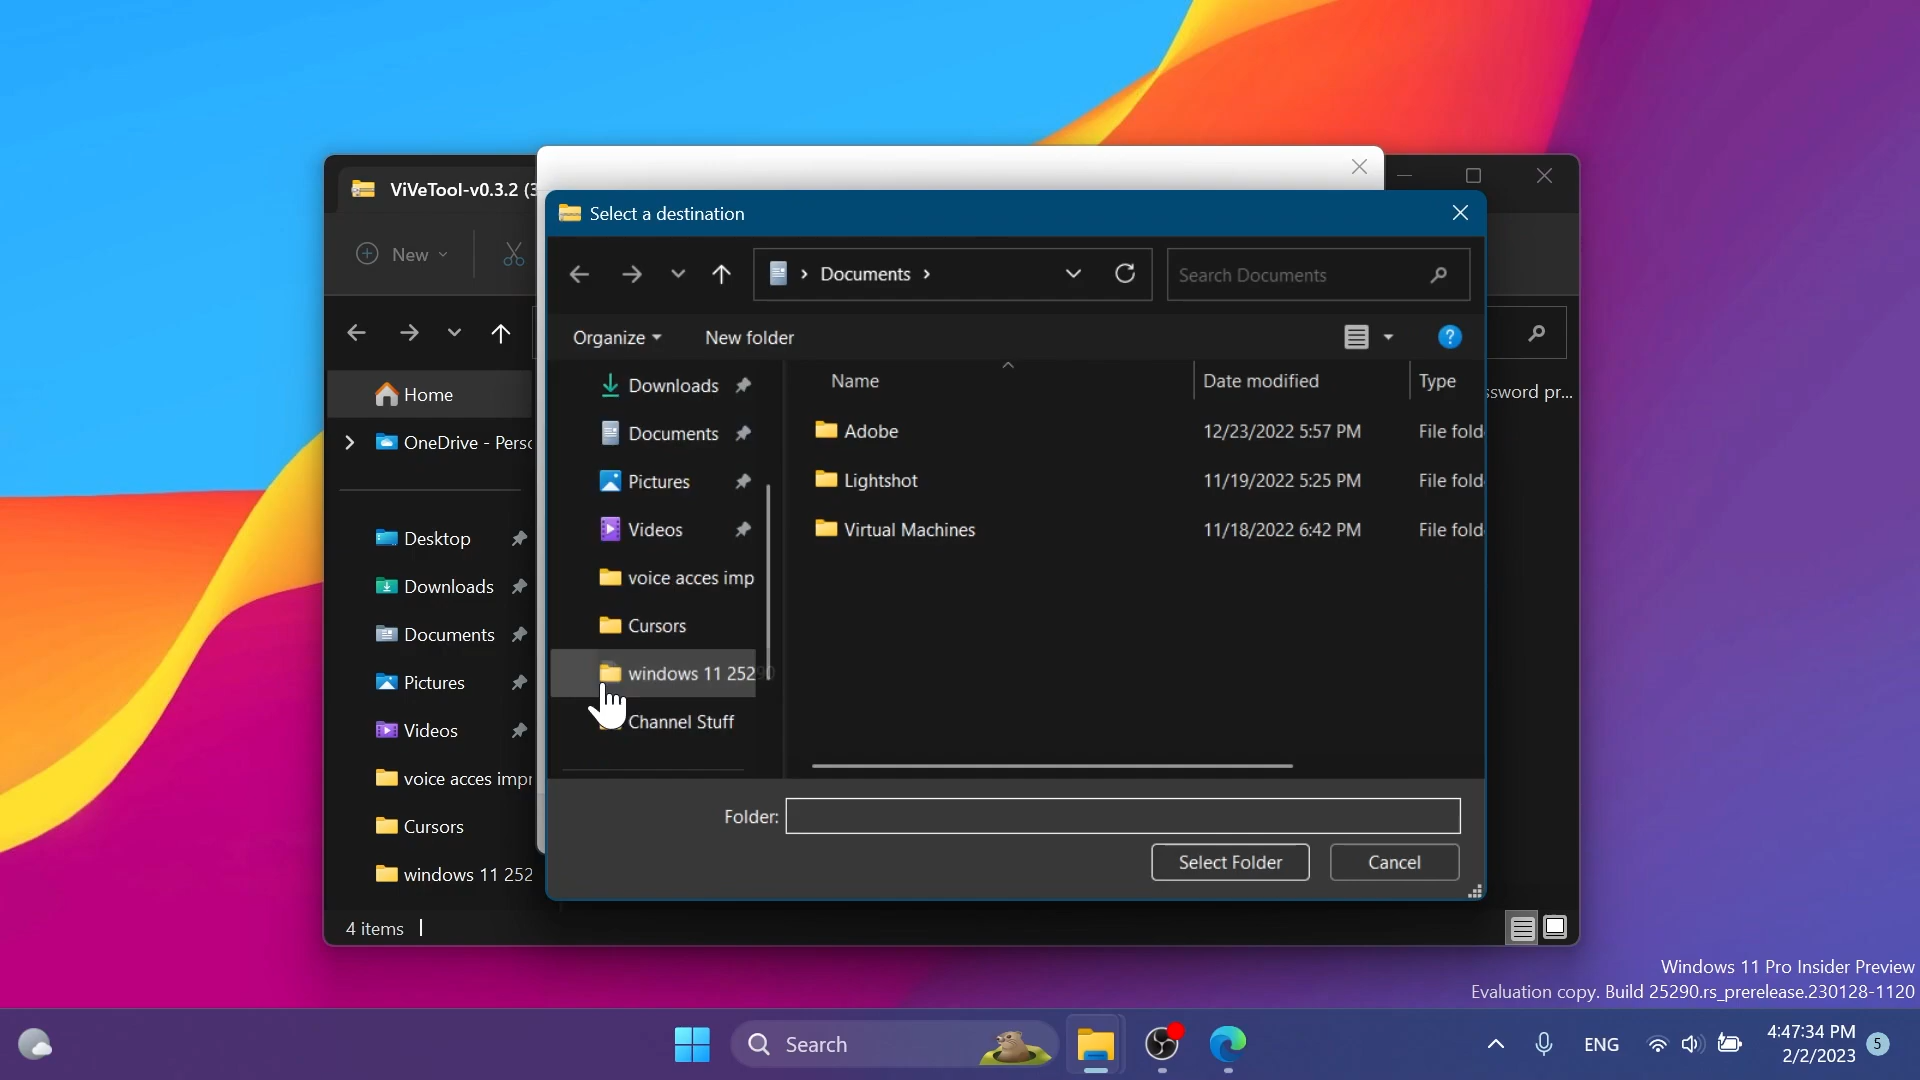 ViVeTool-v0.3.2 (3
New
Home
OneDrive - Perso
Desktop
Downloads
Documents
Pictures
Videos
voice acces impr
Cursors
windows 11 252
4 items
ssword pr...
Select a destination
Documents
Search Documents
Organize
New folder
?
Name
Date modified
Type
Downloads
Documents
Pictures
Videos
voice acces imp
Cursors
windows 11 25290
Channel Stuff
Adobe
12/23/2022 5:57 PM
File fold
Lightshot
11/19/2022 5:25 PM
File fold
Virtual Machines
11/18/2022 6:42 PM
File fold
Folder:
Select Folder
Cancel
Windows 11 Pro Insider Preview
Evaluation copy. Build 25290.rs_prerelease.230128-1120
Search
ENG
4:47:34 PM
2/2/2023
5